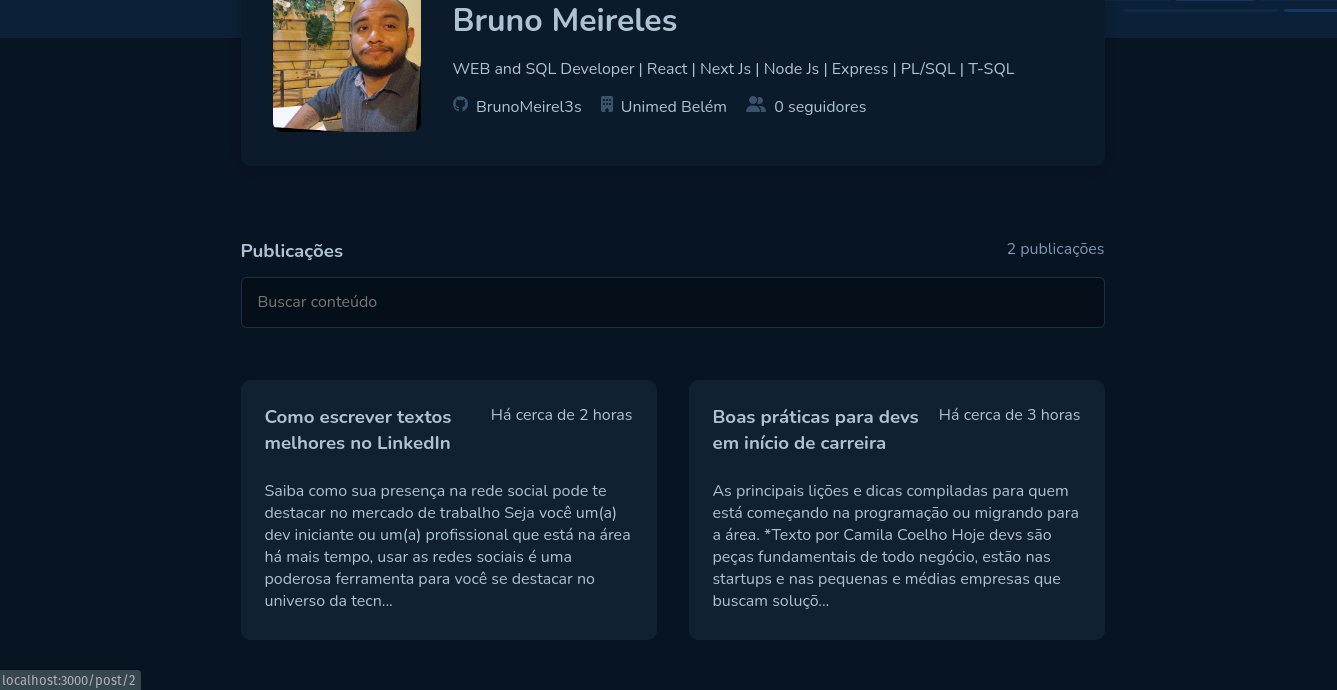 Bruno Meireles
WEB and SQL Developer | React | Next Js | Node Js | Express | PL/SQL | T-SQL
BrunoMeirel3s Unimed Belém 0 seguidores
Publicações 2 publicações
Buscar conteúdo
Como escrever textos
melhores no LinkedIn
Há cerca de 2 horas
Saiba como sua presença na rede social pode te
destacar no mercado de trabalho Seja você um(a)
dev iniciante ou um(a) profissional que está na área
há mais tempo, usar as redes sociais é uma
poderosa ferramenta para você se destacar no
universo da tecn...
Boas práticas para devs
em início de carreira
Há cerca de 3 horas
As principais lições e dicas compiladas para quem
está começando na programação ou migrando para
a área. *Texto por Camila Coelho Hoje devs são
peças fundamentais de todo negócio, estão nas
startups e nas pequenas e médias empresas que
buscam soluçõ...
localhost:3000/post/2